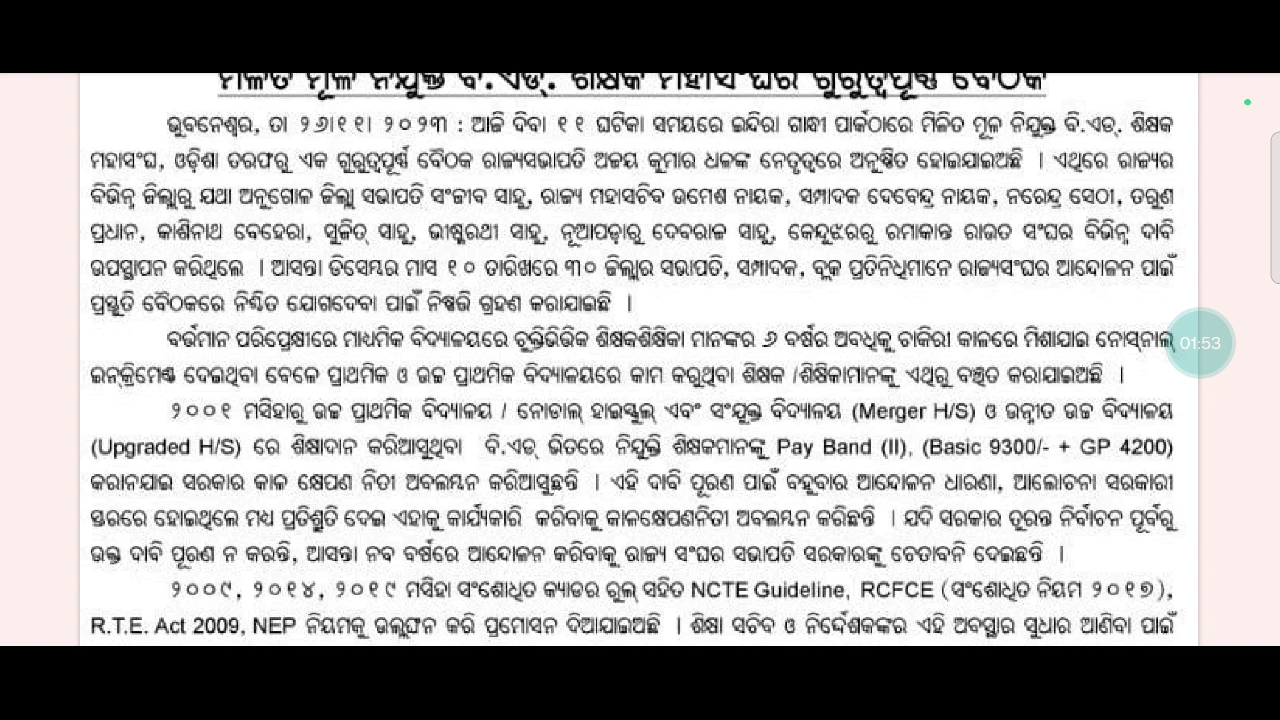 ମିଳିତ ମୂଳ ନିଯୁକ୍ତ ବି.ଏଡ୍. ଶିକ୍ଷକ ମହାସଂଘର ଗୁରୁତ୍ୱପୂର୍ଣ୍ଣ ବୈଠକ
ଭୁବନେଶ୍ୱର, ତା ୨୬।୧୧। ୨୦୨୩ : ଆଜି ଦିବା ୧୧ ଘଟିକା ସମୟରେ ଇନ୍ଦିରା ଗାନ୍ଧୀ ପାର୍କଠାରେ ମିଳିତ ମୂଳ ନିଯୁକ୍ତ ବି.ଏଡ୍. ଶିକ୍ଷକ
ମହାସଂଘ, ଓଡ଼ିଶା ତରଫରୁ ଏକ ଗୁରୁତ୍ୱପୂର୍ଣ୍ଣ ବୈଠକ ରାଜ୍ୟସଭାପତି ଅଜୟ କୁମାର ଧଳଙ୍କ ନେତୃତ୍ୱରେ ଅନୁଷ୍ଠିତ ହୋଇଯାଇଅଛି । ଏଥିରେ ରାଜ୍ୟର
ବିଭିନ୍ନ ଜିଲ୍ଲାରୁ ଯଥା ଅନୁଗୋଳ ଜିଲ୍ଲା ସଭାପତି ସଂଜୀବ ସାହୁ, ରାଜ୍ୟ ମହାସଚିବ ଉମେଶ ନାୟକ, ସମ୍ପାଦକ ଦେବେନ୍ଦ୍ର ନାୟକ, ନରେନ୍ଦ୍ର ସେଠୀ, ତରୁଣ
ପ୍ରଧାନ, କାଶିନାଥ ବେହେରା, ସୁଜିତ୍ ସାହୁ, ଭୀଷ୍ମରଥୀ ସାହୁ, ନୂଆପଡ଼ାରୁ ଦେବରାଜ ସାହୁ, କେନ୍ଦୁଝରରୁ ରମାକାନ୍ତ ରାଉତ ସଂଘର ବିଭିନ୍ନ ଦାବି
ଉପସ୍ଥାପନ କରିଥିଲେ । ଆସନ୍ତା ଡିସେମ୍ବର ମାସ ୧୦ ତାରିଖରେ ୩୦ ଜିଲ୍ଲାର ସଭାପତି, ସମ୍ପାଦକ, ବ୍ଲକ ପ୍ରତିନିଧିମାନେ ରାଜ୍ୟସଂଘର ଆନ୍ଦୋଳନ ପାଇଁ
ପ୍ରସ୍ତୁତି ବୈଠକରେ ନିଶ୍ଚିତ ଯୋଗଦେବା ପାଇଁ ନିଷ୍ପତ୍ତି ଗ୍ରହଣ କରାଯାଇଛି ।
ବର୍ତ୍ତମାନ ପରିପ୍ରେକ୍ଷୀରେ ମାଧ୍ୟମିକ ବିଦ୍ୟାଳୟରେ ଚୁକ୍ତିଭିତ୍ତିକ ଶିକ୍ଷକଶିକ୍ଷିକା ମାନଙ୍କର ୬ ବର୍ଷର ଅବଧିକୁ ଚାକିରୀ କାଳରେ ମିଶାଯାଇ ନୋସ୍‌ନାଲ୍
ଇନ୍‌କ୍ରିମେଣ୍ଟ ଦେଇଥିବା ବେଳେ ପ୍ରାଥମିକ ଓ ଉଚ୍ଚ ପ୍ରାଥମିକ ବିଦ୍ୟାଳୟରେ କାମ କରୁଥିବା ଶିକ୍ଷକ /ଶିକ୍ଷିକାମାନଙ୍କୁ ଏଥିରୁ ବଞ୍ଚିତ କରାଯାଇଅଛି ।
୨୦୦୧ ମସିହାରୁ ଉଚ୍ଚ ପ୍ରାଥମିକ ବିଦ୍ୟାଳୟ / ନୋଡାଲ୍ ହାଇସ୍କୁଲ୍ ଏବଂ ସଂଯୁକ୍ତ ବିଦ୍ୟାଳୟ (Merger H/S) ଓ ଉନ୍ନୀତ ଉଚ୍ଚ ବିଦ୍ୟାଳୟ
(Upgraded H/S) ରେ ଶିକ୍ଷାଦାନ କରିଆସୁଥିବା ବି.ଏଡ୍ ଭିତରେ ନିଯୁକ୍ତି ଶିକ୍ଷକମାନଙ୍କୁ Pay Band (II), (Basic 9300/- + GP 4200)
କରାନଯାଇ ସରକାର କାଳ କ୍ଷେପଣ ନିତୀ ଅବଲମ୍ବନ କରିଆସୁଛନ୍ତି । ଏହି ଦାବି ପୂରଣ ପାଇଁ ବହୁବାର ଆନ୍ଦୋଳନ ଧାରଣା, ଆଲୋଚନା ସରକାରୀ
ସ୍ତରରେ ହୋଇଥିଲେ ମଧ୍ୟ ପ୍ରତିଶ୍ରୁତି ଦେଇ ଏହାକୁ କାର୍ଯ୍ୟକାରି କରିବାକୁ କାଳକ୍ଷେପଣନିତୀ ଅବଲମ୍ବନ କରିଛନ୍ତି । ଯଦି ସରକାର ତୁରନ୍ତ ନିର୍ବାଚନ ପୂର୍ବରୁ
ଉକ୍ତ ଦାବି ପୂରଣ ନ କରନ୍ତି, ଆସନ୍ତା ନବ ବର୍ଷରେ ଆନ୍ଦୋଳନ କରିବାକୁ ରାଜ୍ୟ ସଂଘର ସଭାପତି ସରକାରଙ୍କୁ ଚେତାବନି ଦେଇଛନ୍ତି ।
୨୦୦୯, ୨୦୧୪, ୨୦୧୯ ମସିହା ସଂଶୋଧିତ କ୍ୟାଡର ରୁଲ୍ ସହିତ NCTE Guideline, RCFCE (ସଂଶୋଧିତ ନିୟମ ୨୦୧୭),
R.T.E. Act 2009, NEP ନିୟମକୁ ଉଲ୍ଲଂଘନ କରି ପ୍ରମୋସନ ଦିଆଯାଇଅଛି । ଶିକ୍ଷା ସଚିବ ଓ ନିର୍ଦ୍ଦେଶକଙ୍କର ଏହି ଅବସ୍ଥାର ସୁଧାର ଆଣିବା ପାଇଁ
01:53